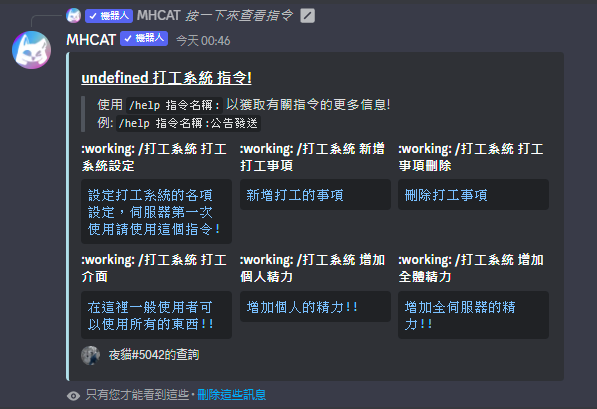 MHCAT ✓ 機器人 MHCAT 按一下來查看指令
MHCAT ✓ 機器人 今天 00:46
undefined 打工系統 指令!
使用 /help 指令名稱: 以獲取有關指令的更多信息!
例: /help 指令名稱:公告發送
:working: /打工系統 打工系統設定
設定打工系統的各項設定，伺服器第一次使用請使用這個指令!
:working: /打工系統 新增打工事項
新增打工的事項
:working: /打工系統 打工事項刪除
刪除打工事項
:working: /打工系統 打工介面
在這裡一般使用者可以使用所有的東西!!
:working: /打工系統 增加個人精力
增加個人的精力!!
:working: /打工系統 增加全體精力
增加全伺服器的精力!!
夜貓#5042的查詢
只有您才能看到這些 • 刪除這些訊息